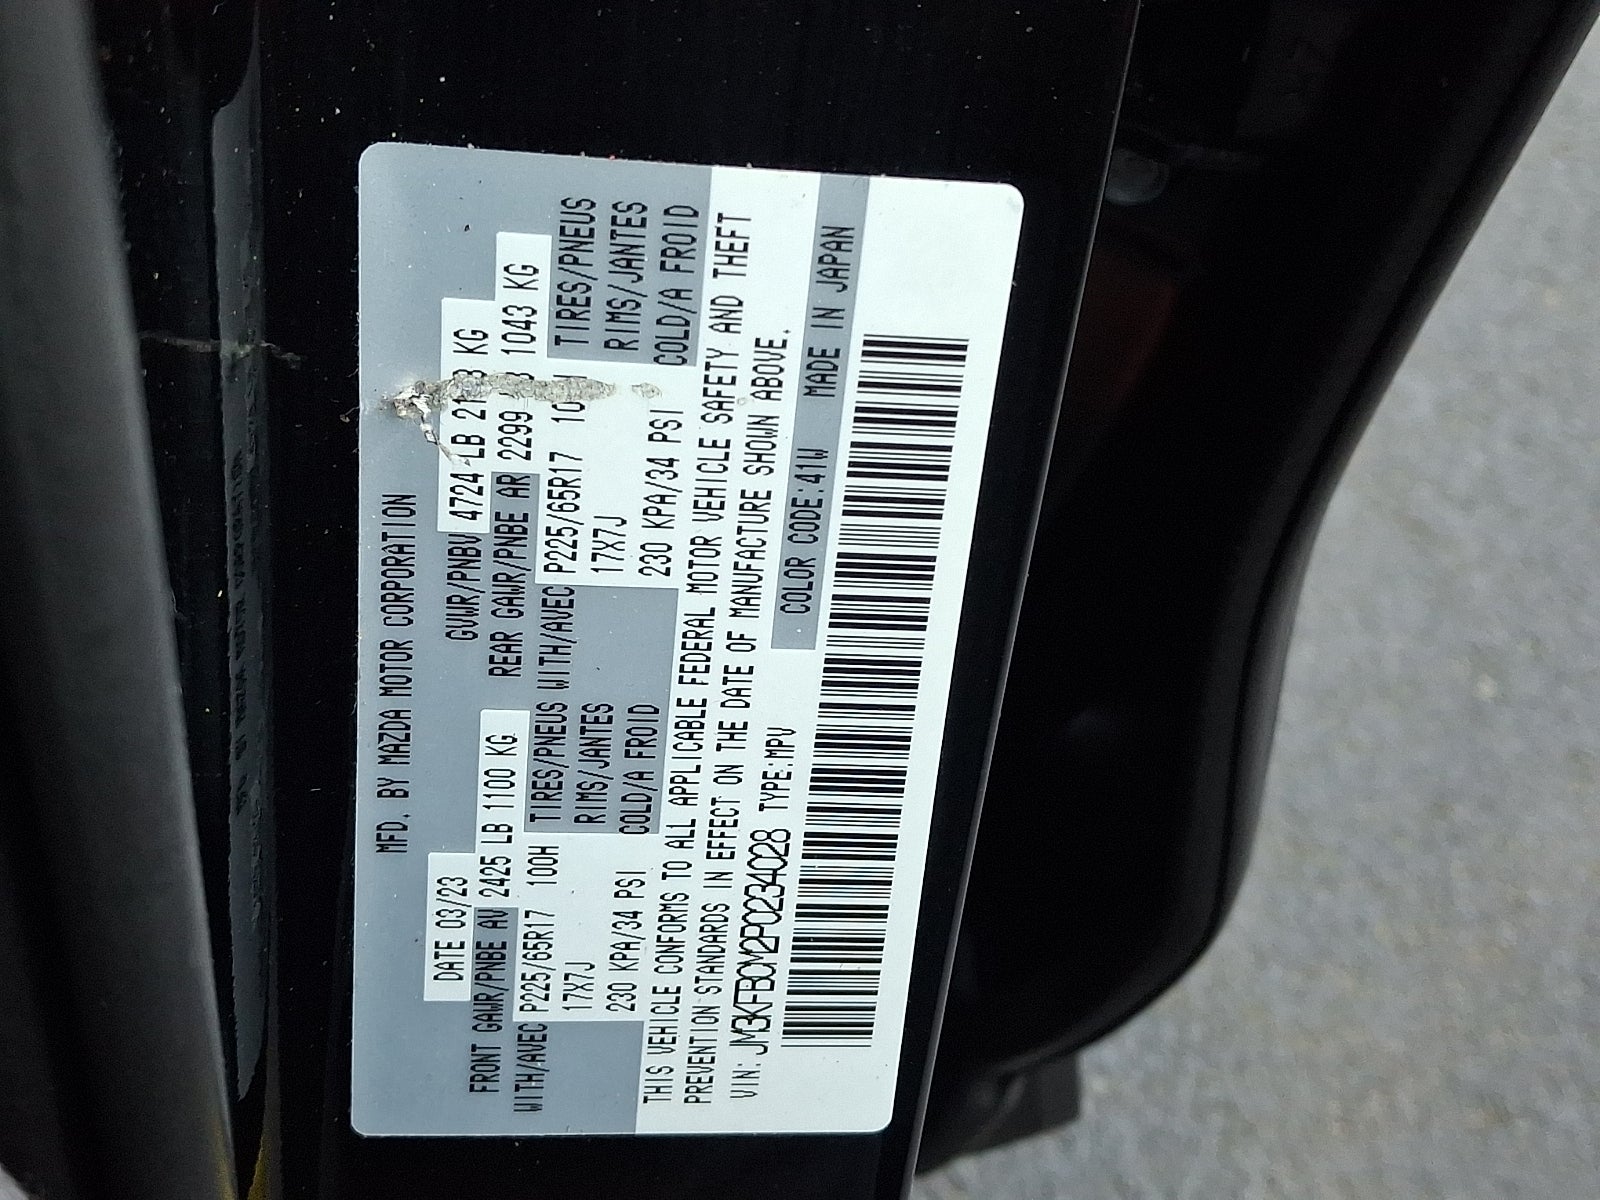 MFD. BY MAZDA MOTOR CORPORATION
DATE 03/23 GVWR/PNBV 4724 LB KG
FRONT GAWR/PNBE AV 2425 LB 1100 KG REAR GAWR/PNBE AR 2299 1043 KG
WITH/AVEC P225/65R17 100H TIRES/PNEUS WITH/AVEC P225/65R17 TIRES/PNEUS
17X7J RIMS/JANTES 17X7J RIMS/JANTES
230 KPA/34 PSI COLD/A FROID 230 KPA/34 PSI COLD/A FROID
THIS VEHICLE CONFORMS TO ALL APPLICABLE FEDERAL MOTOR VEHICLE SAFETY AND THEFT
PREVENTION STANDARDS IN EFFECT ON THE DATE OF MANUFACTURE SHOWN ABOVE.
VIN: JM3KFBCM2P0234028 TYPE:MPV COLOR CODE:41W MADE IN JAPAN